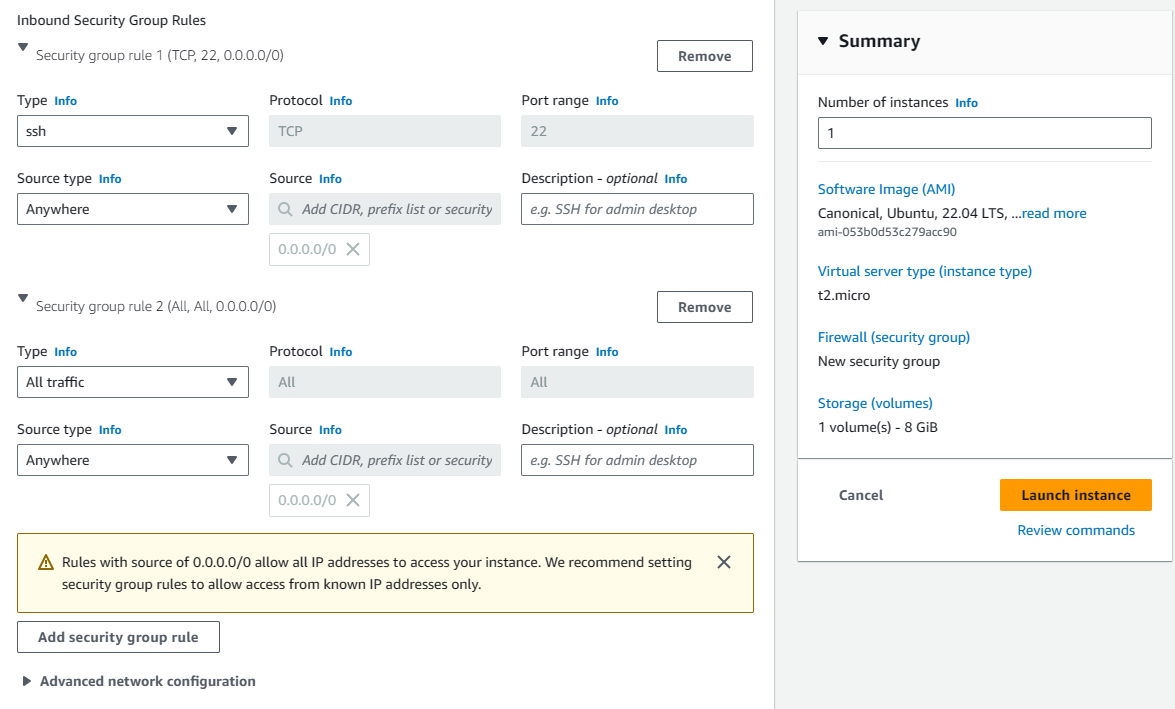 Inbound Security Group Rules
Security group rule 1 (TCP, 22, 0.0.0.0/0)
Remove
Type Info
Protocol Info
Port range Info
ssh
TCP
22
Source type Info
Source Info
Description - optional Info
Anywhere
Add CIDR, prefix list or security
e.g. SSH for admin desktop
0.0.0.0/0
Security group rule 2 (All, All, 0.0.0.0/0)
Remove
Type Info
Protocol Info
Port range Info
All traffic
All
All
Source type Info
Source Info
Description - optional Info
Anywhere
Add CIDR, prefix list or security
e.g. SSH for admin desktop
0.0.0.0/0
Rules with source of 0.0.0.0/0 allow all IP addresses to access your instance. We recommend setting
security group rules to allow access from known IP addresses only.
Add security group rule
Advanced network configuration
Summary
Number of instances Info
1
Software Image (AMI)
Canonical, Ubuntu, 22.04 LTS, ...read more
ami-053b0d53c279acc90
Virtual server type (instance type)
t2.micro
Firewall (security group)
New security group
Storage (volumes)
1 volume(s) - 8 GiB
Cancel
Launch instance
Review commands